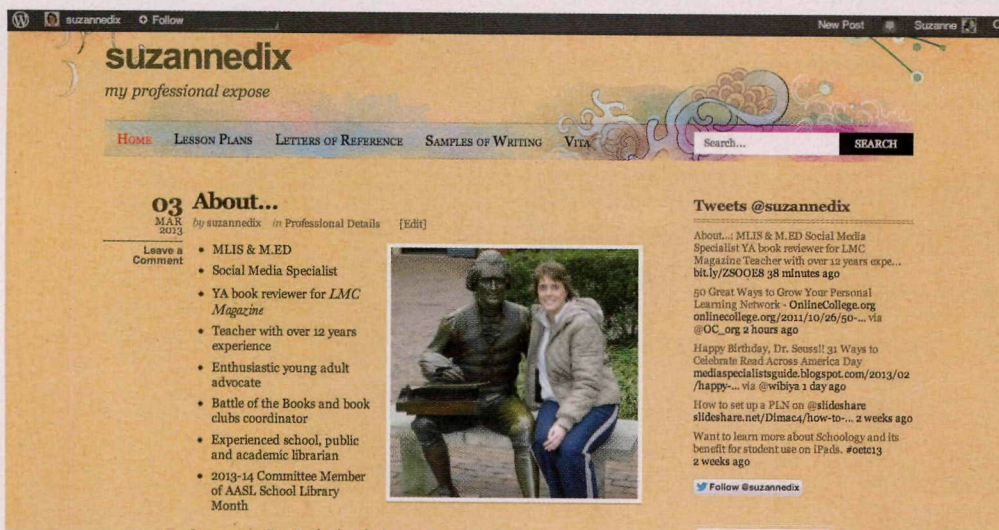 suzannedix Follow
New Post Suzanne
suzannedix
my professional expose
HOME LESSON PLANS LETTERS OF REFERENCE SAMPLES OF WRITING VITA
Search... SEARCH
03
MAR
2013
Leave a
Comment
About...
by suzannedix in Professional Details [Edit]
• MLIS & M.ED
• Social Media Specialist
• YA book reviewer for LMC
Magazine
• Teacher with over 12 years
experience
• Enthusiastic young adult
advocate
• Battle of the Books and book
clubs coordinator
• Experienced school, public
and academic librarian
• 2013-14 Committee Member
of AASL School Library
Month
Tweets @suzannedix
About...: MLIS & M.ED Social Media
Specialist YA book reviewer for LMC
Magazine Teacher with over 12 years expe...
bit.ly/ZSOOE8 38 minutes ago
50 Great Ways to Grow Your Personal
Learning Network - OnlineCollege.org
onlinecollege.org/2011/10/26/50-... via
@OC_org 2 hours ago
Happy Birthday, Dr. Seuss!! 31 Ways to
Celebrate Read Across America Day
mediaspecialistsguide.blogspot.com/2013/02
/happy-... via @wibiya 1 day ago
How to set up a PLN on @slideshare
slideshare.net/Dimac4/how-to-... 2 weeks ago
Want to learn more about Schoology and its
benefit for student use on iPads. #oetc13
2 weeks ago
Follow @suzannedix